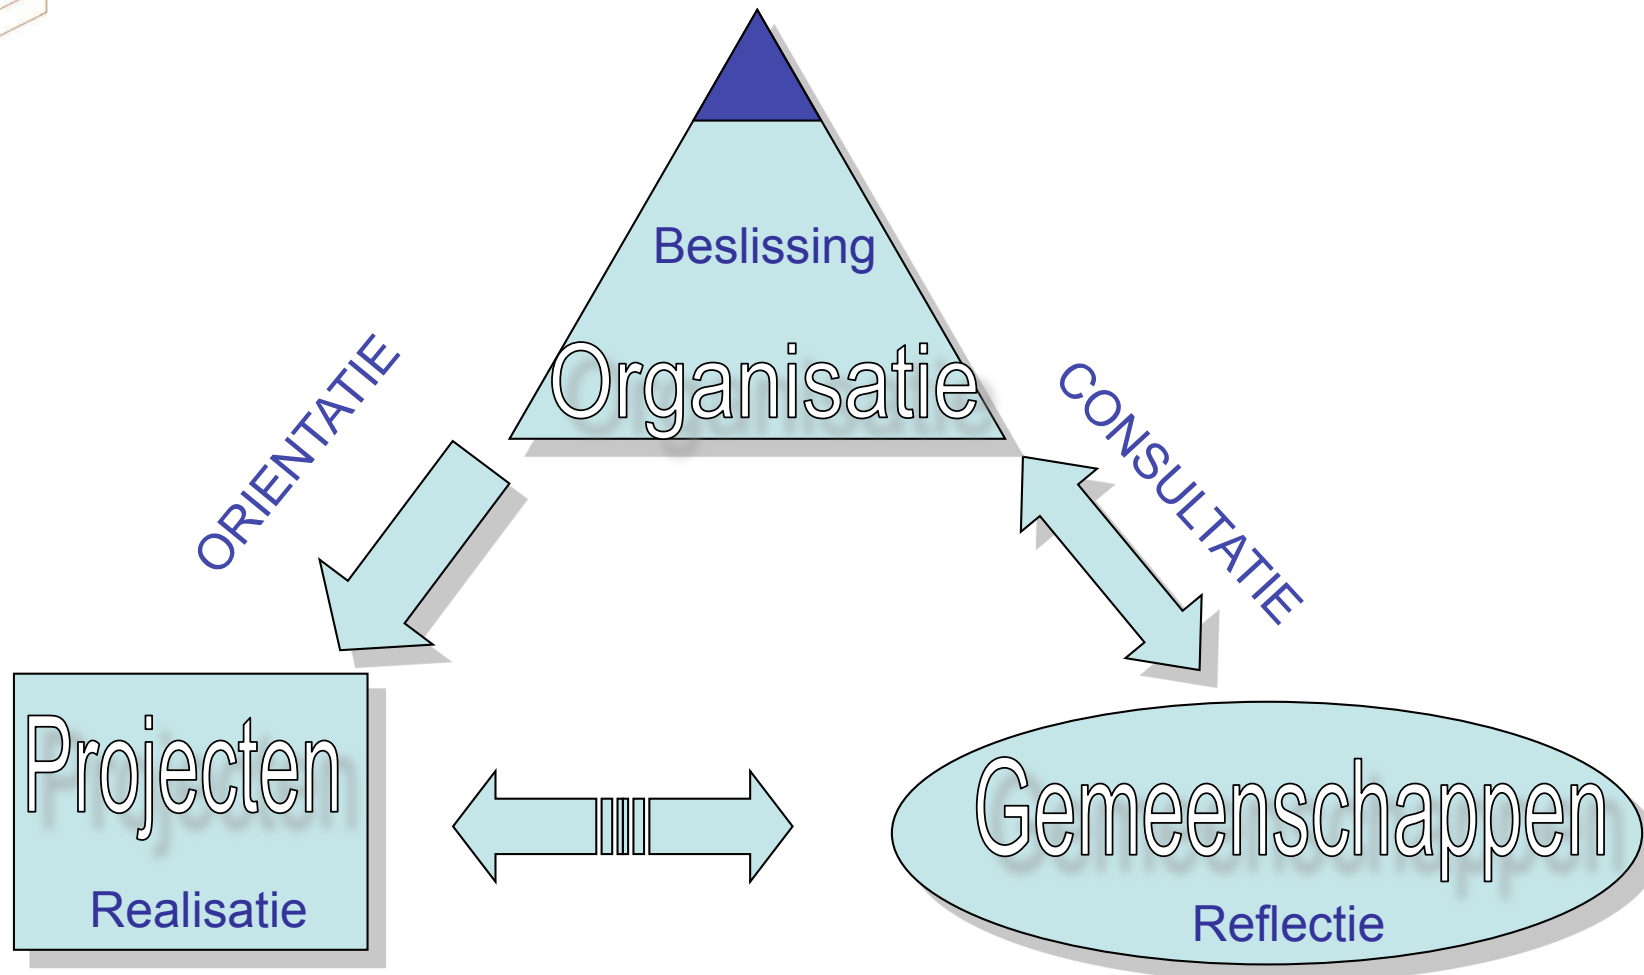 Beslissing
Organisatie
ORIENTATIE
CONSULTATIE
Projecten
Realisatie
Gemeenschappen
Reflectie